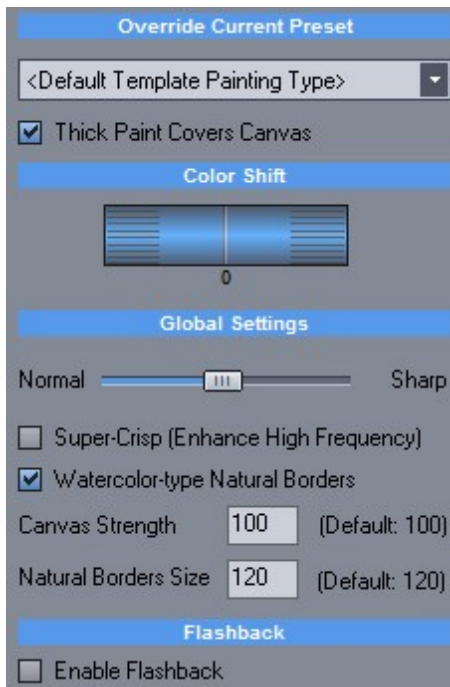 Override Current Preset
<Default Template Painting Type>
Thick Paint Covers Canvas
Color Shift
0
Global Settings
Normal Sharp
Super-Crisp (Enhance High Frequency)
Watercolor-type Natural Borders
Canvas Strength 100 (Default: 100)
Natural Borders Size 120 (Default: 120)
Flashback
Enable Flashback